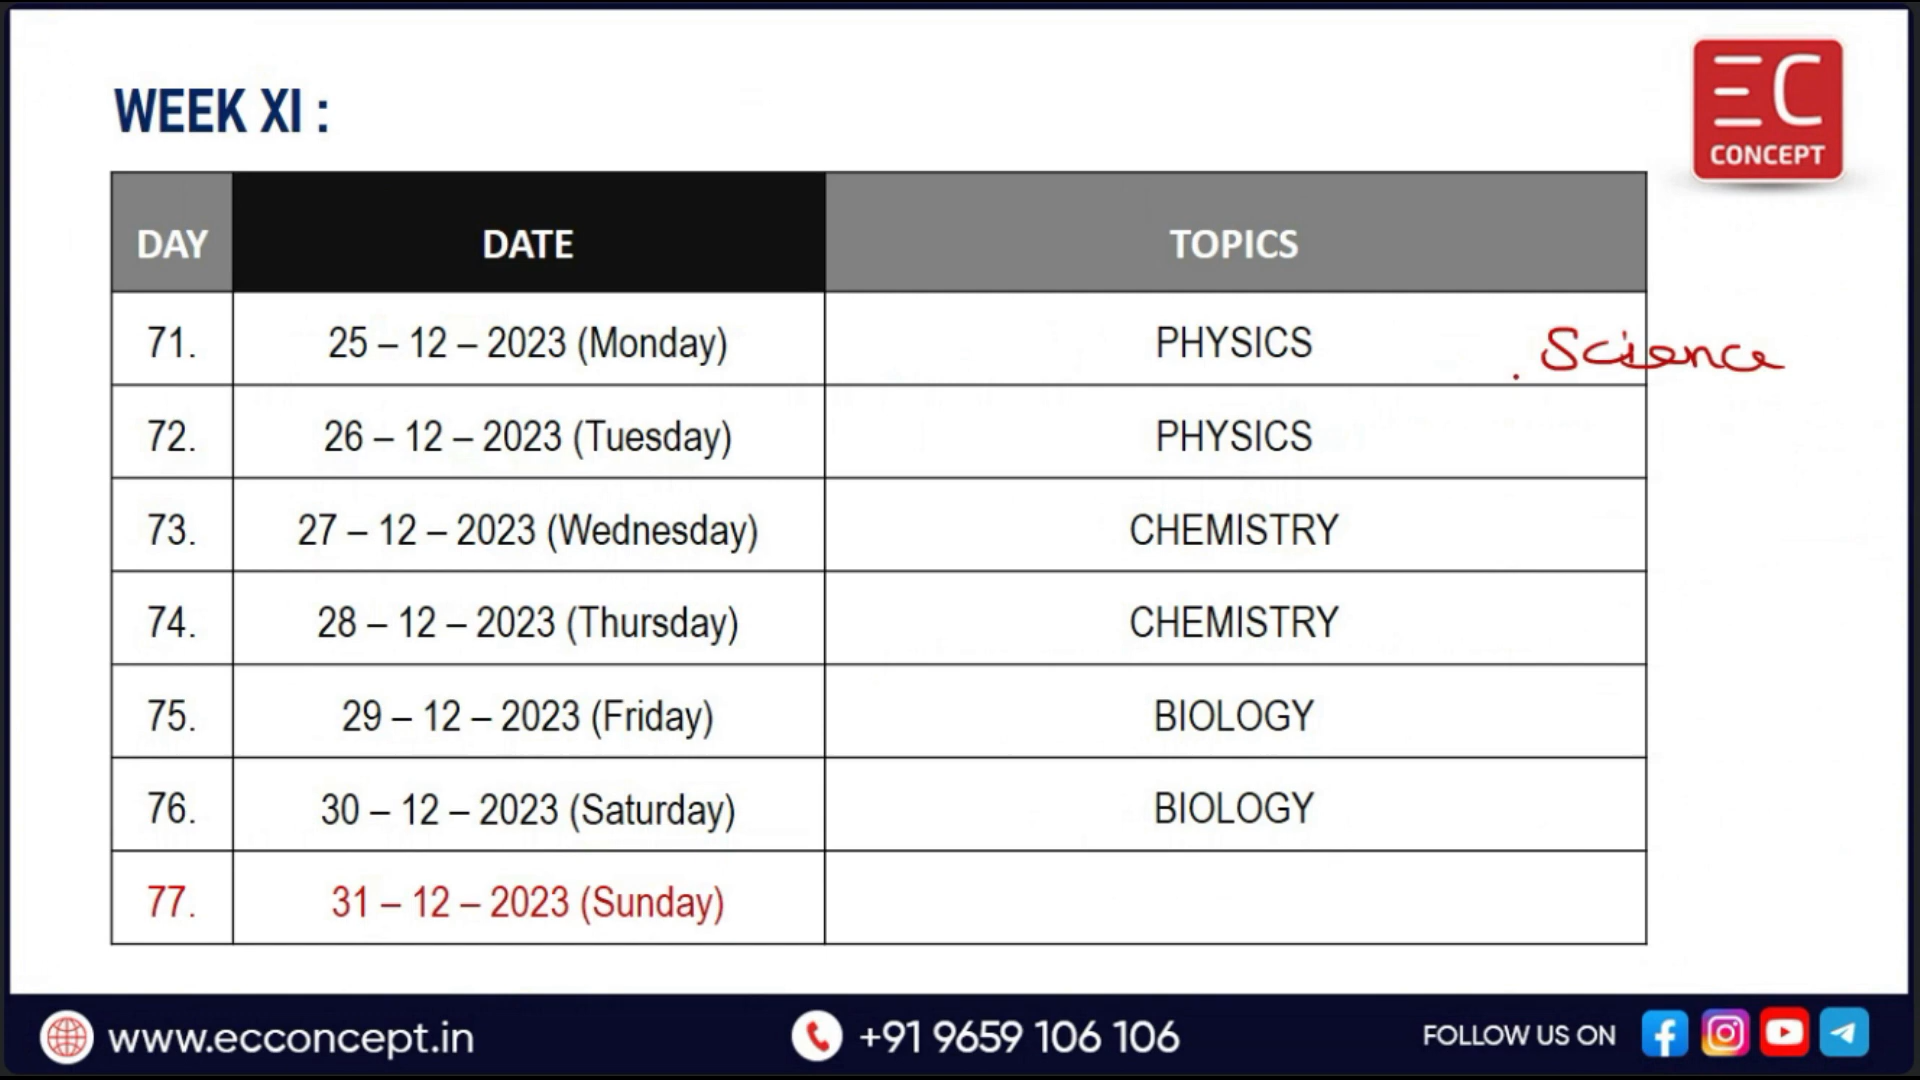 WEEK XI :
EC
CONCEPT
DAY DATE TOPICS
71. 25 – 12 – 2023 (Monday) PHYSICS . Science
72. 26 – 12 – 2023 (Tuesday) PHYSICS
73. 27 – 12 – 2023 (Wednesday) CHEMISTRY
74. 28 – 12 – 2023 (Thursday) CHEMISTRY
75. 29 – 12 – 2023 (Friday) BIOLOGY
76. 30 – 12 – 2023 (Saturday) BIOLOGY
77. 31 – 12 – 2023 (Sunday)
www.ecconcept.in +91 9659 106 106 FOLLOW US ON